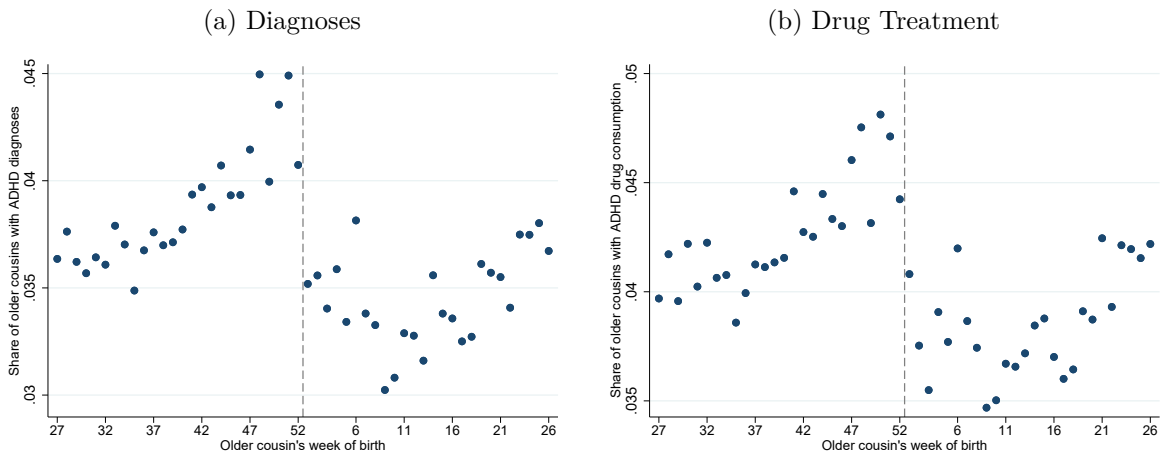 (a) Diagnoses
Share of older cousins with ADHD diagnoses
.045
.04
.035
.03
27 32 37 42 47 52 6 11 16 21 26
Older cousin's week of birth
(b) Drug Treatment
Share of older cousins with ADHD drug consumption
.05
.045
.04
.035
27 32 37 42 47 52 6 11 16 21 26
Older cousin's week of birth